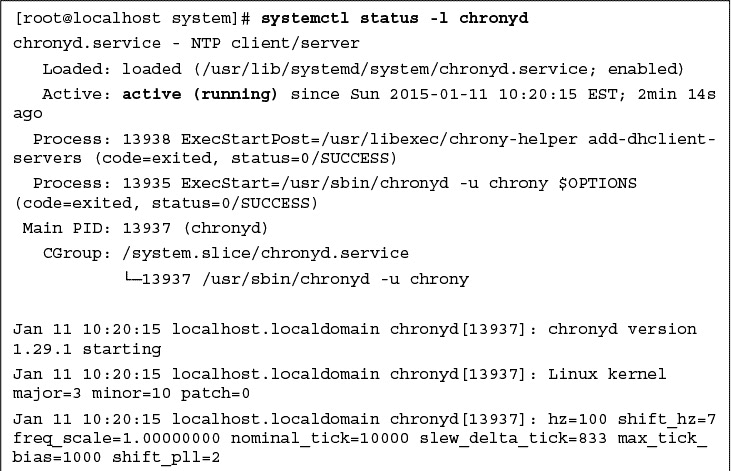 [root@localhost system]# systemctl status -l chronyd
chronyd.service - NTP client/server
   Loaded: loaded (/usr/lib/systemd/system/chronyd.service; enabled)
   Active: active (running) since Sun 2015-01-11 10:20:15 EST; 2min 14s
ago
  Process: 13938 ExecStartPost=/usr/libexec/chrony-helper add-dhclient-
servers (code=exited, status=0/SUCCESS)
  Process: 13935 ExecStart=/usr/sbin/chronyd -u chrony $OPTIONS
(code=exited, status=0/SUCCESS)
 Main PID: 13937 (chronyd)
   CGroup: /system.slice/chronyd.service
           └─13937 /usr/sbin/chronyd -u chrony

Jan 11 10:20:15 localhost.localdomain chronyd[13937]: chronyd version
1.29.1 starting
Jan 11 10:20:15 localhost.localdomain chronyd[13937]: Linux kernel
major=3 minor=10 patch=0
Jan 11 10:20:15 localhost.localdomain chronyd[13937]: hz=100 shift_hz=7
freq_scale=1.00000000 nominal_tick=10000 slew_delta_tick=833 max_tick_
bias=1000 shift_pll=2